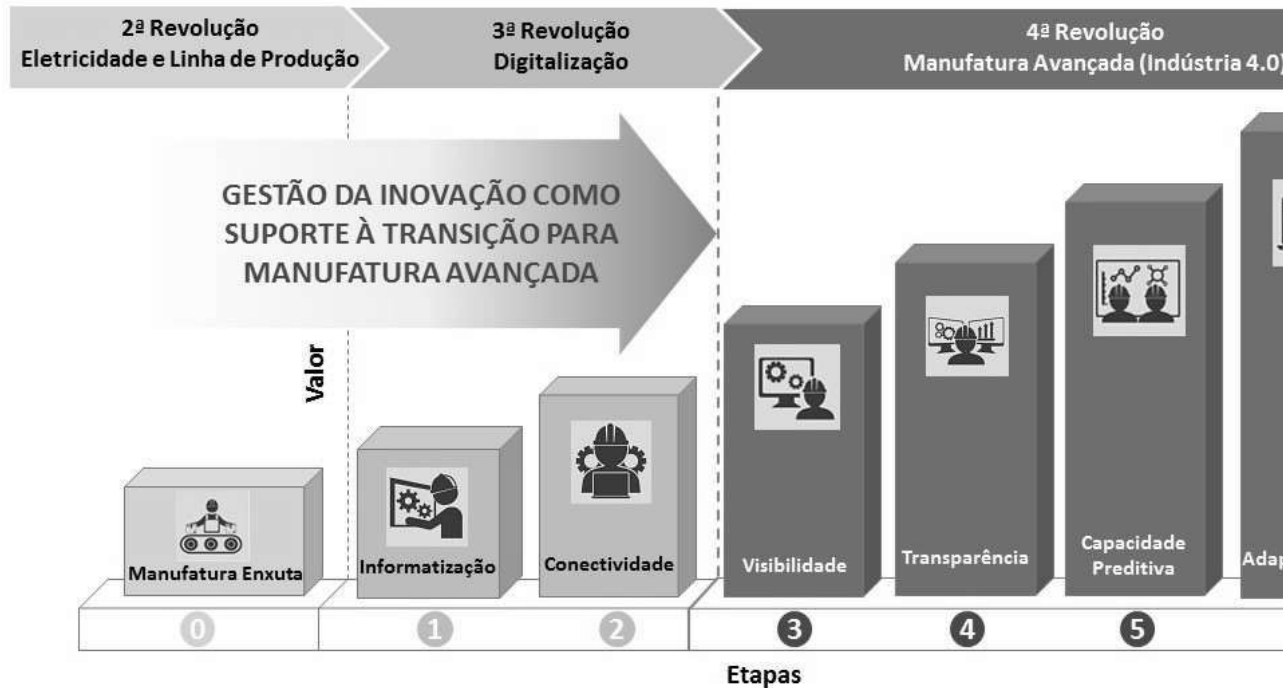 2ª Revolução
Eletricidade e Linha de Produção
3ª Revolução
Digitalização
4ª Revolução
Manufatura Avançada (Indústria 4.0)
GESTÃO DA INOVAÇÃO COMO
SUPORTE À TRANSIÇÃO PARA
MANUFATURA AVANÇADA
Valor
Manufatura Enxuta
Informatização
Conectividade
Visibilidade
Transparência
Capacidade
Preditiva
0
1
2
3
4
5
Etapas